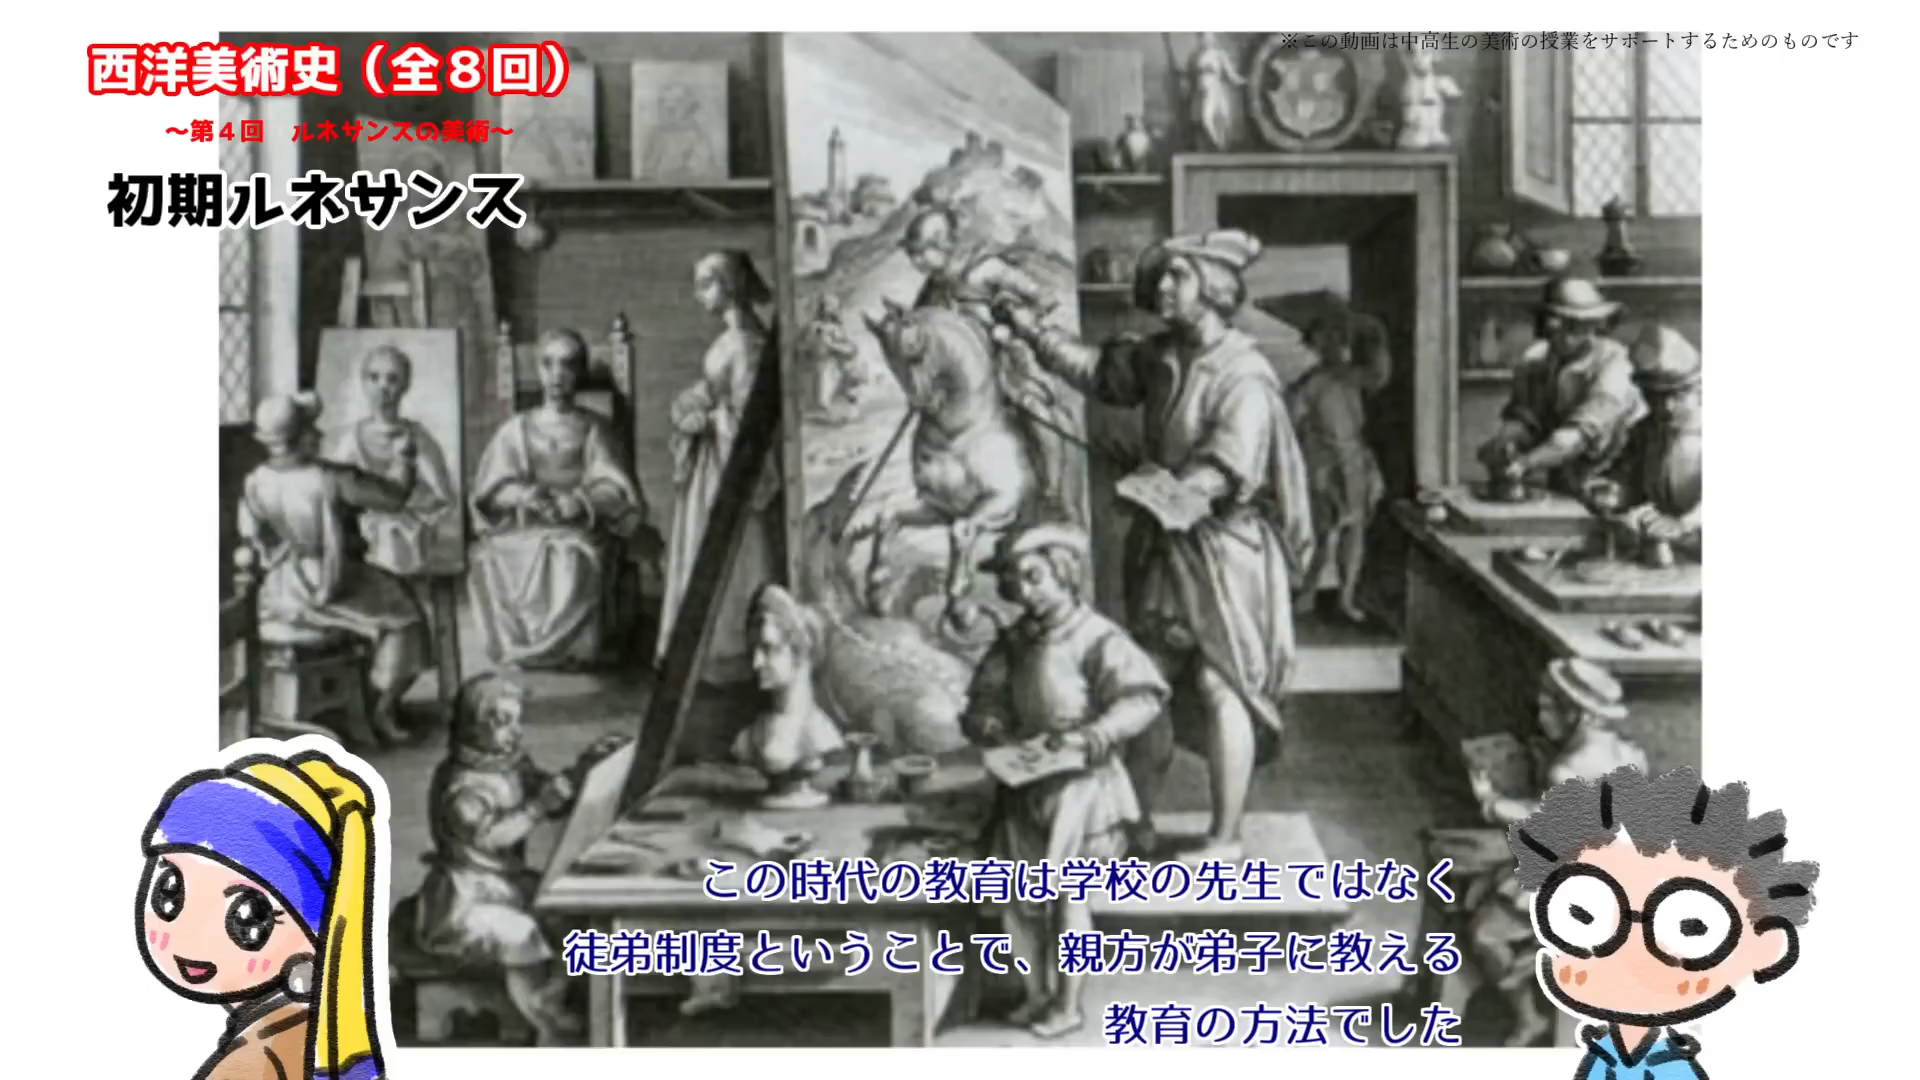 西洋美術史（全８回）
※この動画は中高生の美術の授業をサポートするためのものです
～第４回　ルネサンスの美術～
初期ルネサンス
この時代の教育は学校の先生ではなく
徒弟制度ということで、親方が弟子に教える
教育の方法でした